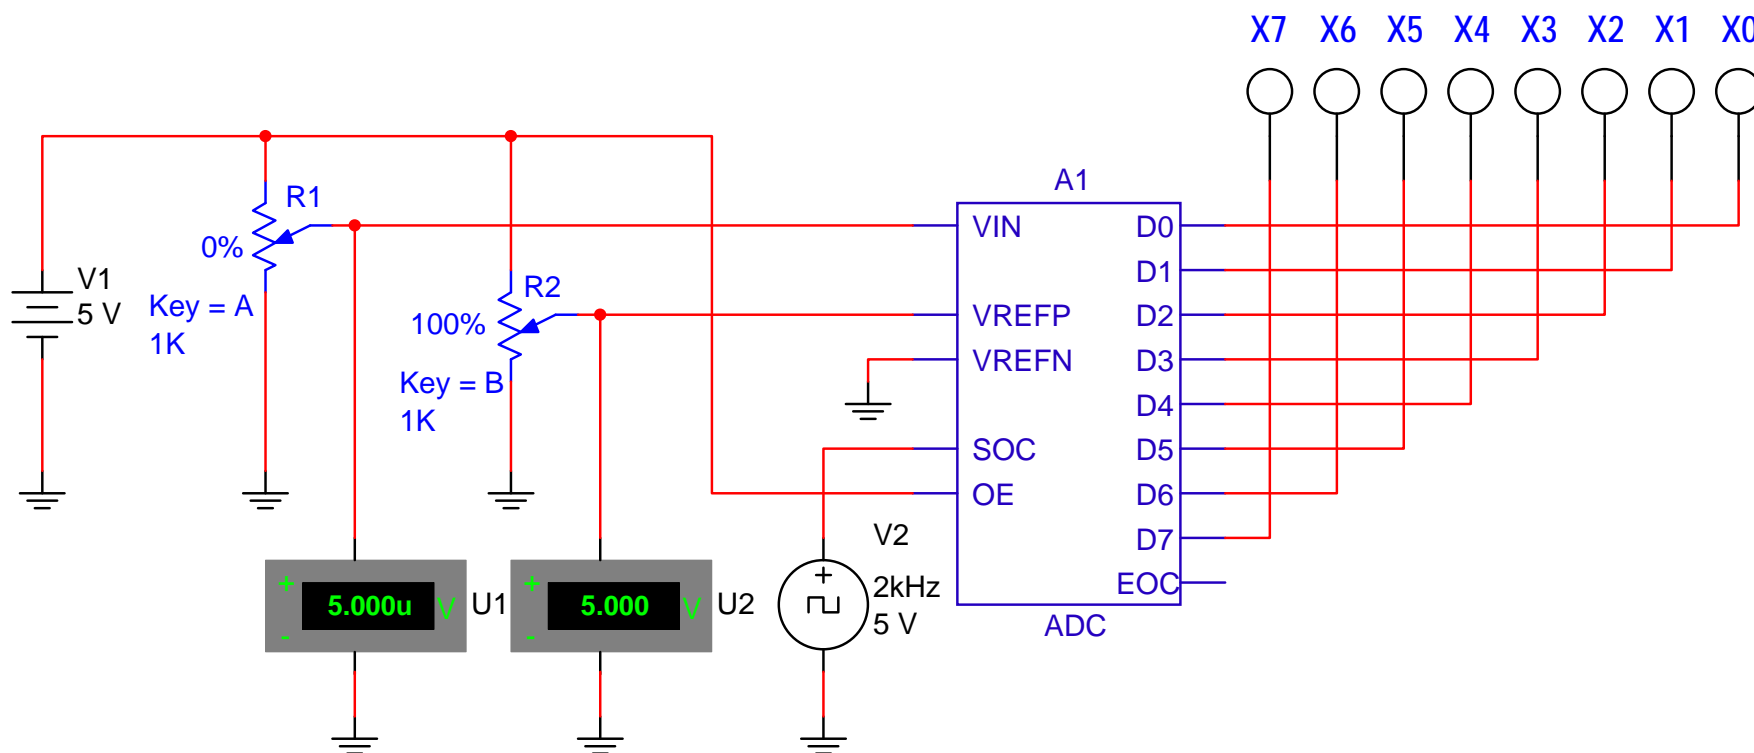 X7 X6 X5 X4 X3 X2 X1 X0
A1
R1
0%
Key = A
1K
V1
5 V
R2
100%
Key = B
1K
VIN
VREFP
VREFN
SOC
OE
D0
D1
D2
D3
D4
D5
D6
D7
EOC
ADC
V2
2kHz
5 V
+
-
5.000u V U1
+
-
5.000 V U2
+